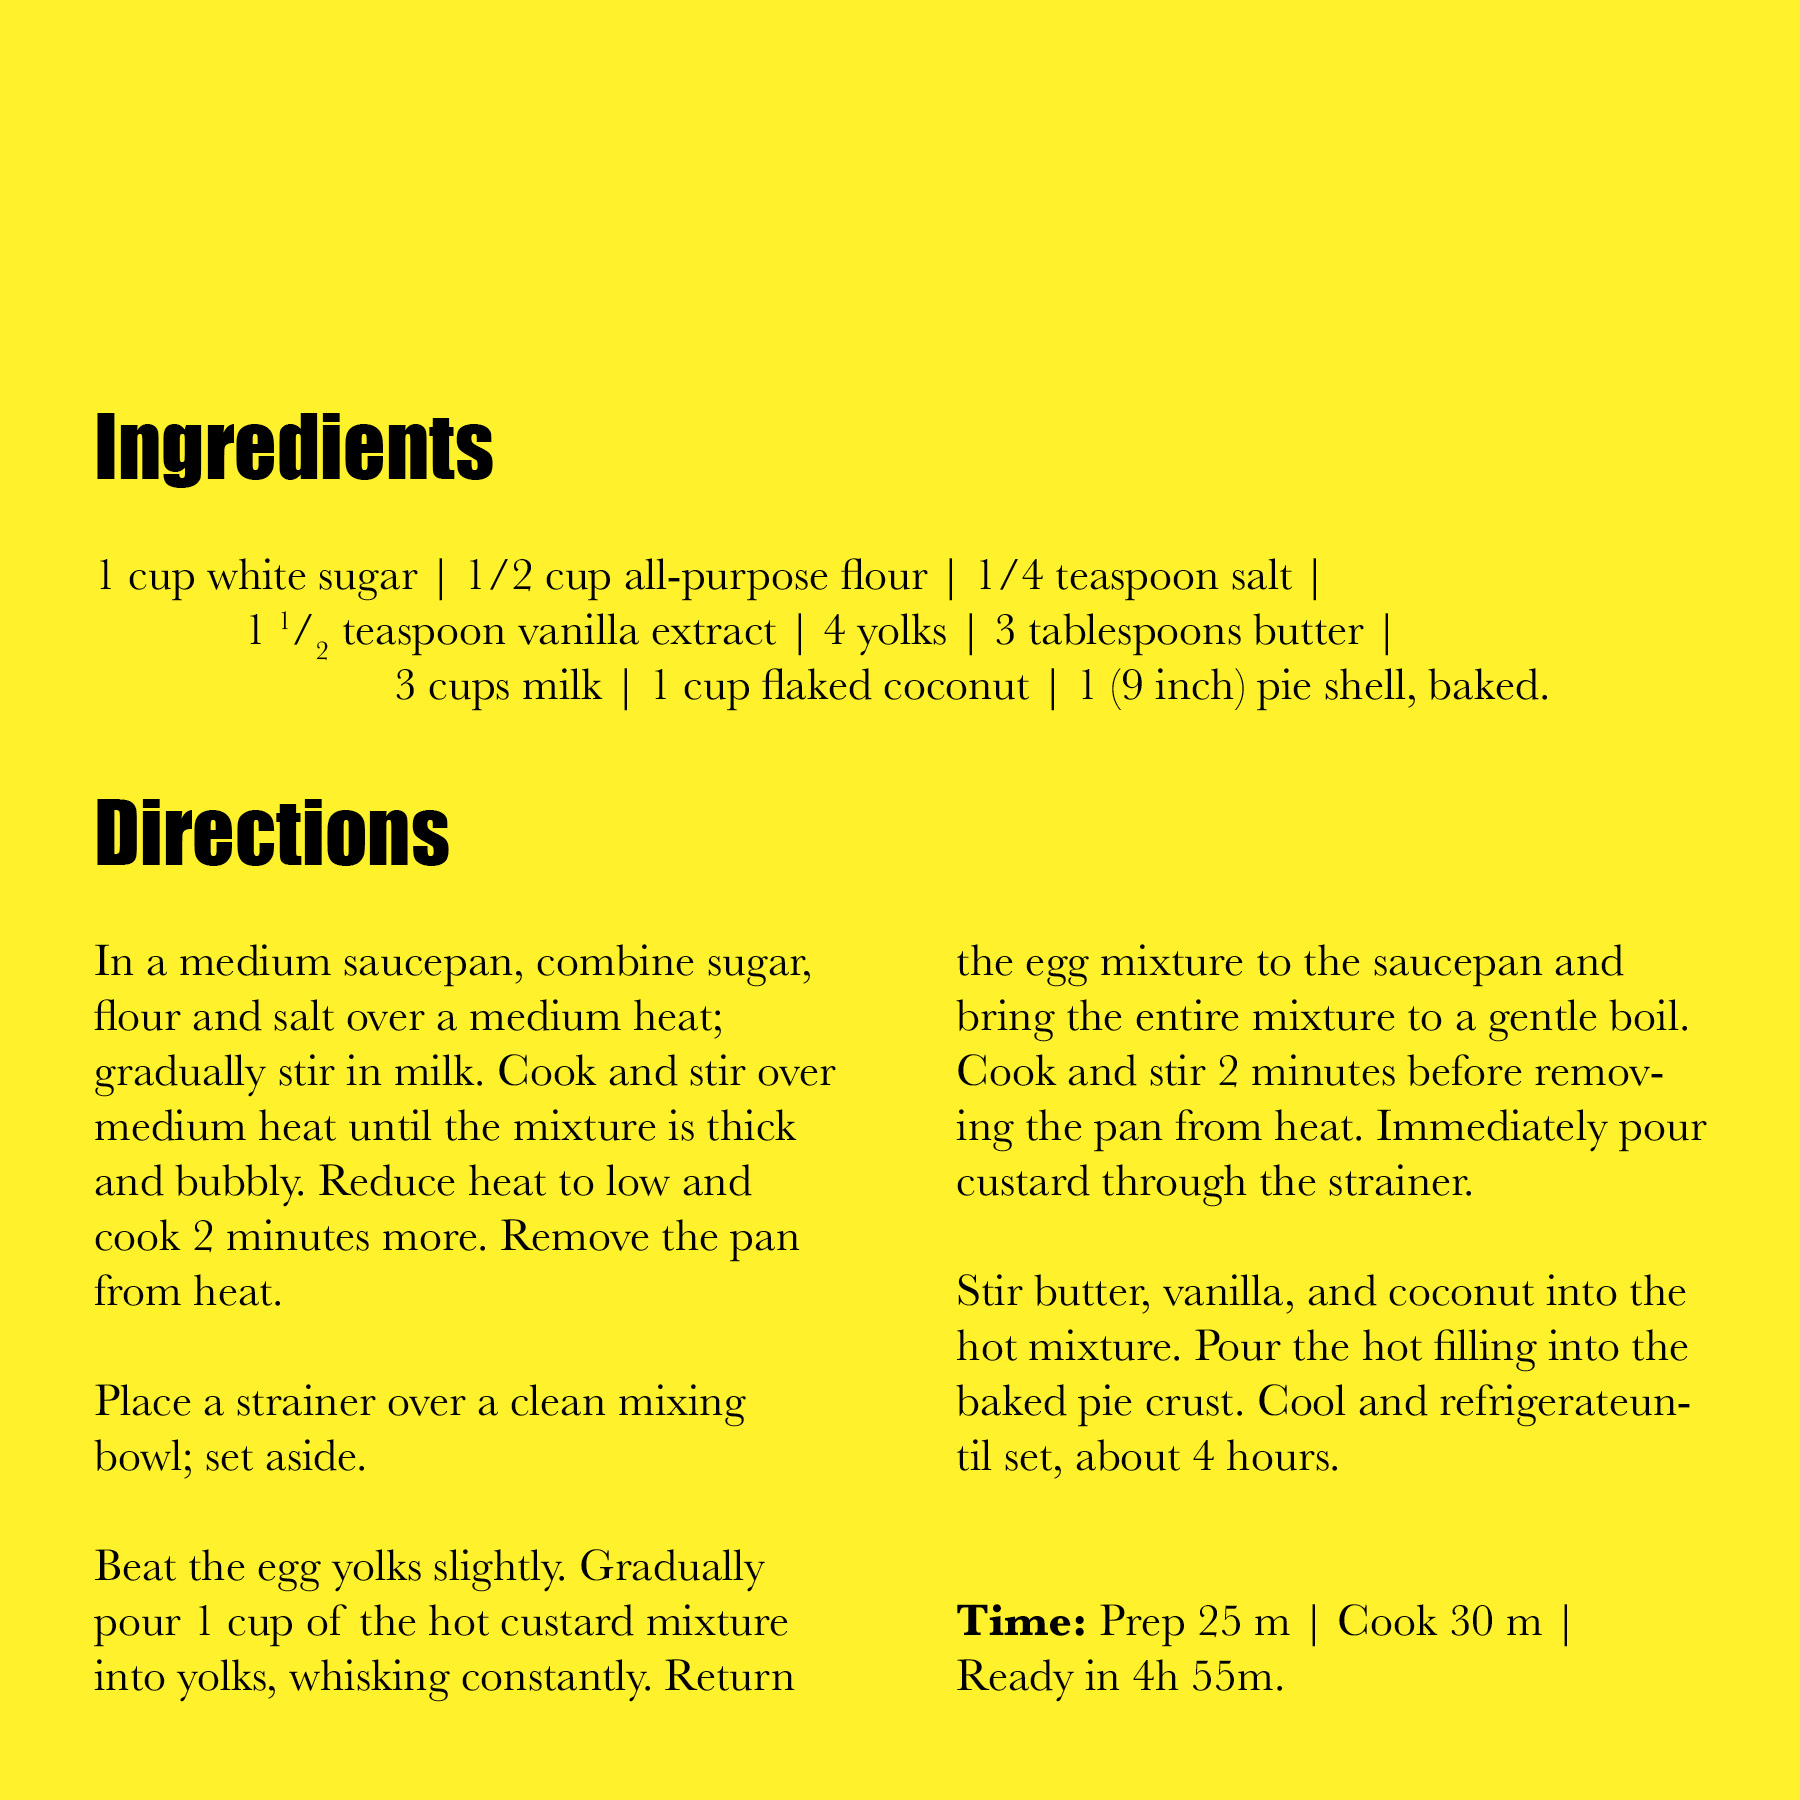 Ingredients
1 cup white sugar | 1/2 cup all-purpose flour | 1/4 teaspoon salt |
1 1/2 teaspoon vanilla extract | 4 yolks | 3 tablespoons butter |
3 cups milk | 1 cup flaked coconut | 1 (9 inch) pie shell, baked.
Directions
In a medium saucepan, combine sugar,
flour and salt over a medium heat;
gradually stir in milk. Cook and stir over
medium heat until the mixture is thick
and bubbly. Reduce heat to low and
cook 2 minutes more. Remove the pan
from heat.
Place a strainer over a clean mixing
bowl; set aside.
Beat the egg yolks slightly. Gradually
pour 1 cup of the hot custard mixture
into yolks, whisking constantly. Return
the egg mixture to the saucepan and
bring the entire mixture to a gentle boil.
Cook and stir 2 minutes before remov-
ing the pan from heat. Immediately pour
custard through the strainer.
Stir butter, vanilla, and coconut into the
hot mixture. Pour the hot filling into the
baked pie crust. Cool and refrigerateun-
til set, about 4 hours.
Time: Prep 25 m | Cook 30 m |
Ready in 4h 55m.